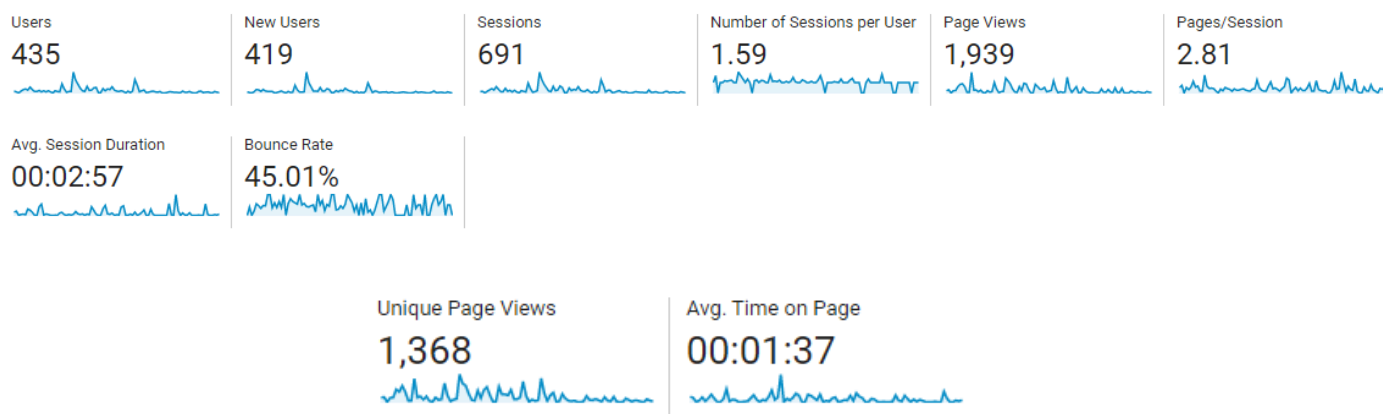 Users
435
New Users
419
Sessions
691
Number of Sessions per User
1.59
Page Views
1,939
Pages/Session
2.81
Avg. Session Duration
00:02:57
Bounce Rate
45.01%
Unique Page Views
1,368
Avg. Time on Page
00:01:37